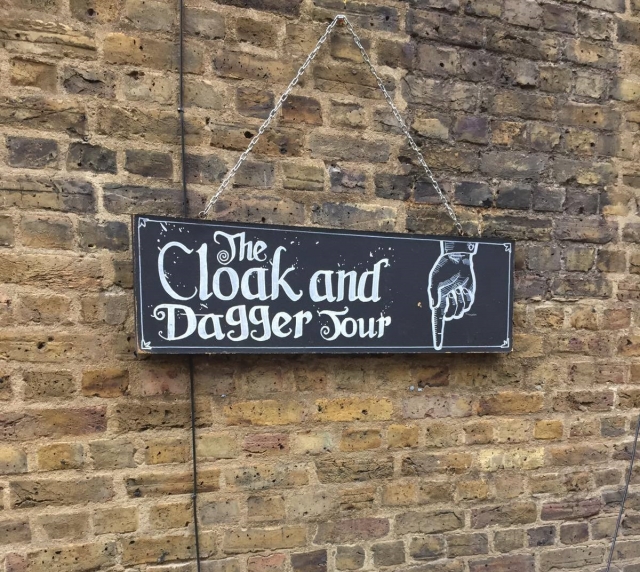 The
Cloak and
Dagger Tour